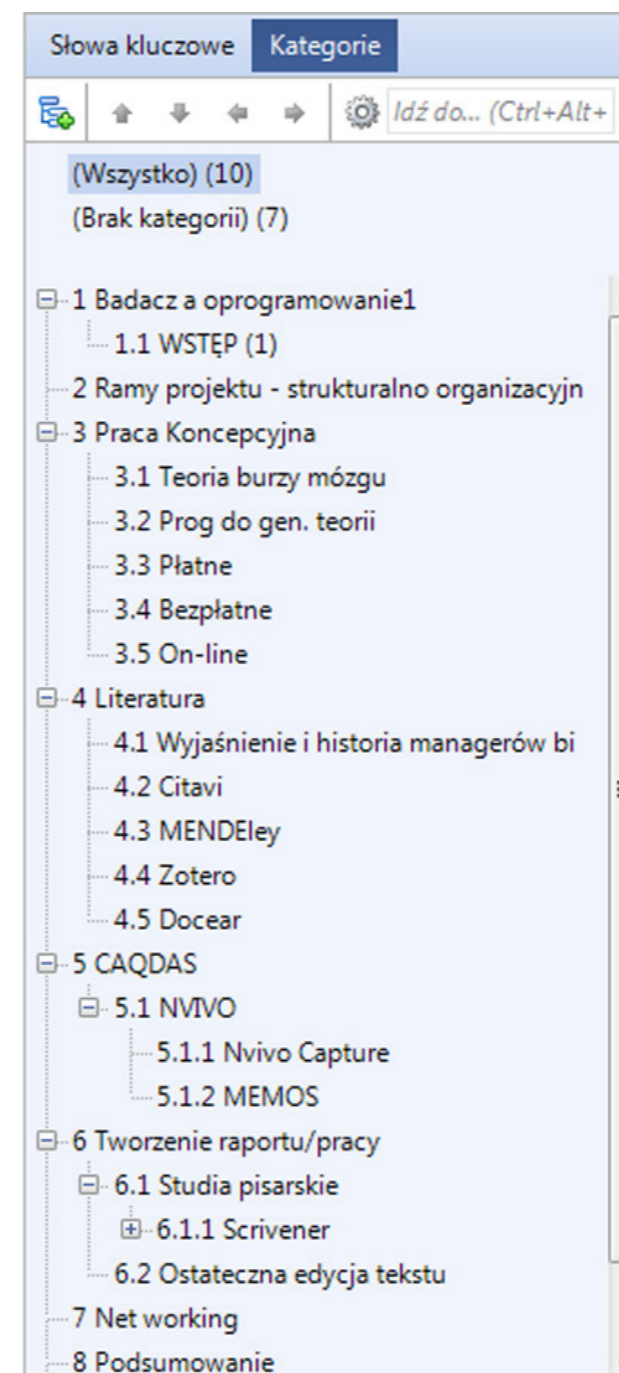 Słowa kluczowe Kategorie
Idź do... (Ctrl+Alt+
(Wszystko) (10)
(Brak kategorii) (7)
1 Badacz a oprogramowanie1
1.1 WSTĘP (1)
2 Ramy projektu - strukturalno organizacyjn
3 Praca Koncepcyjna
3.1 Teoria burzy mózgu
3.2 Prog do gen. teorii
3.3 Płatne
3.4 Bezpłatne
3.5 On-line
4 Literatura
4.1 Wyjaśnienie i historia managerów bi
4.2 Citavi
4.3 MENDEley
4.4 Zotero
4.5 Docear
5 CAQDAS
5.1 NVIVO
5.1.1 Nvivo Capture
5.1.2 MEMOS
6 Tworzenie raportu/pracy
6.1 Studia pisarskie
6.1.1 Scrivener
6.2 Ostateczna edycja tekstu
7 Net working
8 Podsumowanie